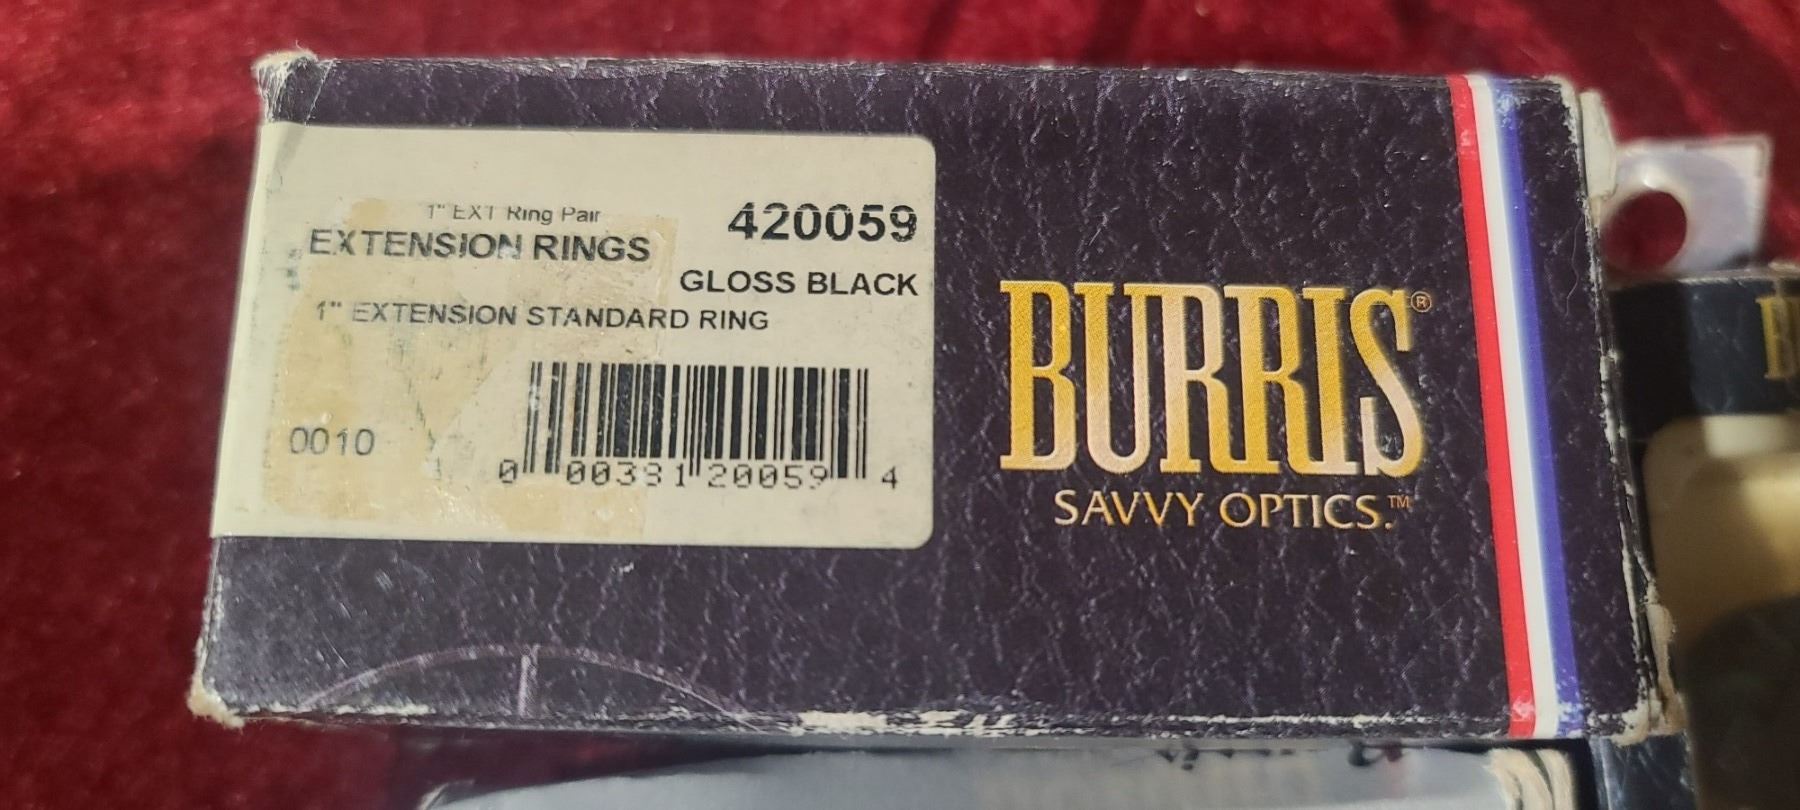 1" EXT Ring Pair
EXTENSION RINGS
420059
GLOSS BLACK
1" EXTENSION STANDARD RING
0010
0 00381 20059 4
BURRIS®
SAVVY OPTICS.™